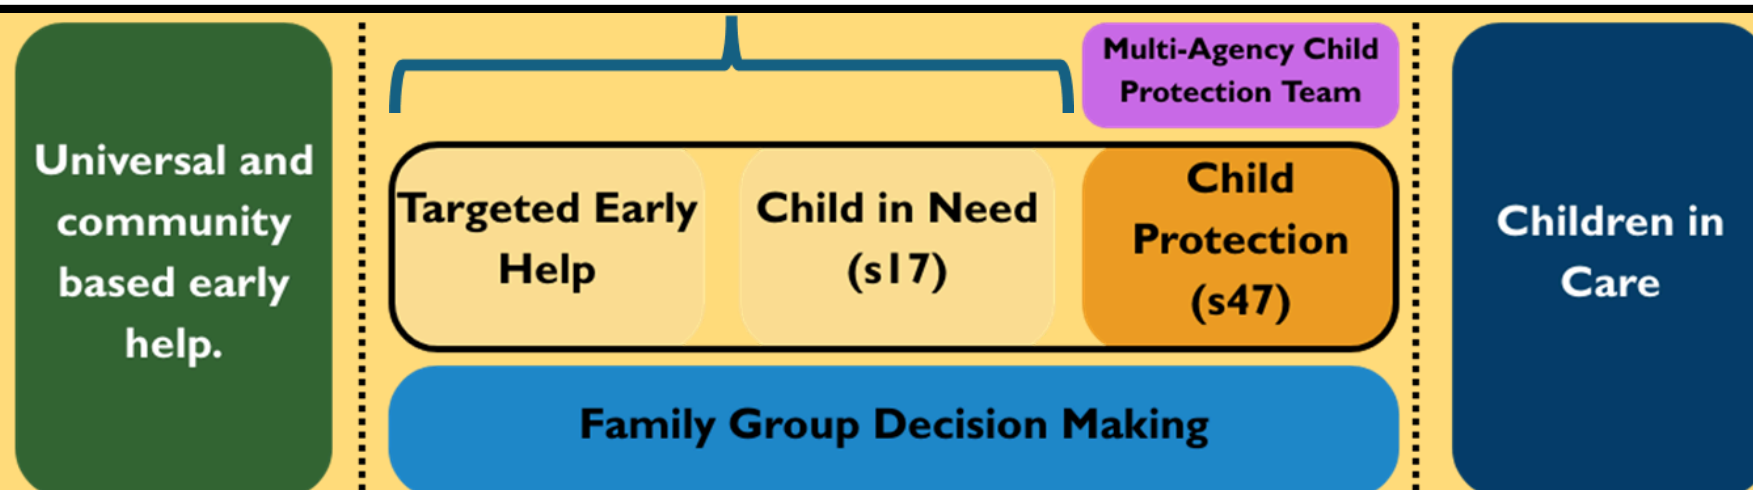 Universal and
community
based early
help.
Multi-Agency Child
Protection Team
Targeted Early
Help
Child in Need
(s17)
Child
Protection
(s47)
Family Group Decision Making
Children in
Care